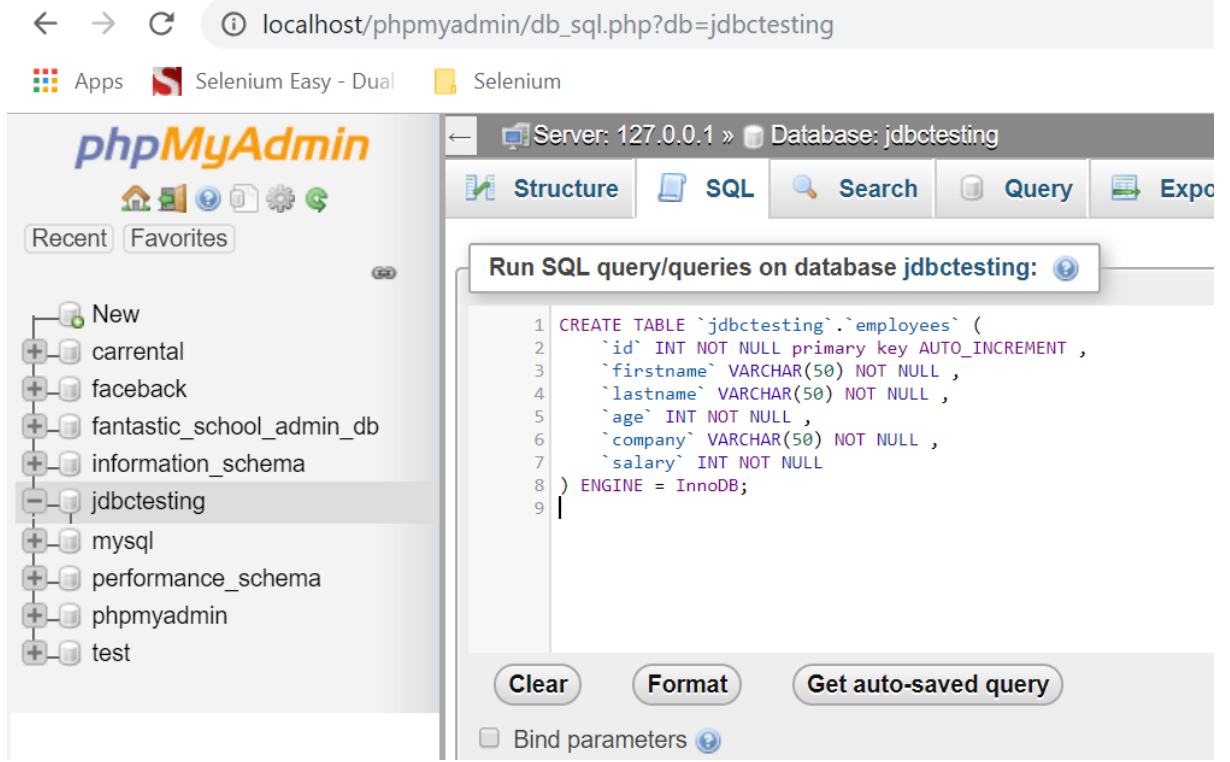 localhost/phpmyadmin/db_sql.php?db=jdbctesting
Apps Selenium Easy - Dual Selenium
phpMyAdmin
Recent Favorites
New
carrental
faceback
fantastic_school_admin_db
information_schema
jdbctesting
mysql
performance_schema
phpmyadmin
test
Server: 127.0.0.1 » Database: jdbctesting
Structure SQL Search Query Expo
Run SQL query/queries on database jdbctesting:
1 CREATE TABLE `jdbctesting`.`employees` (
2 `id` INT NOT NULL primary key AUTO_INCREMENT ,
3 `firstname` VARCHAR(50) NOT NULL ,
4 `lastname` VARCHAR(50) NOT NULL ,
5 `age` INT NOT NULL ,
6 `company` VARCHAR(50) NOT NULL ,
7 `salary` INT NOT NULL
8 ) ENGINE = InnoDB;
9
Clear Format Get auto-saved query
Bind parameters